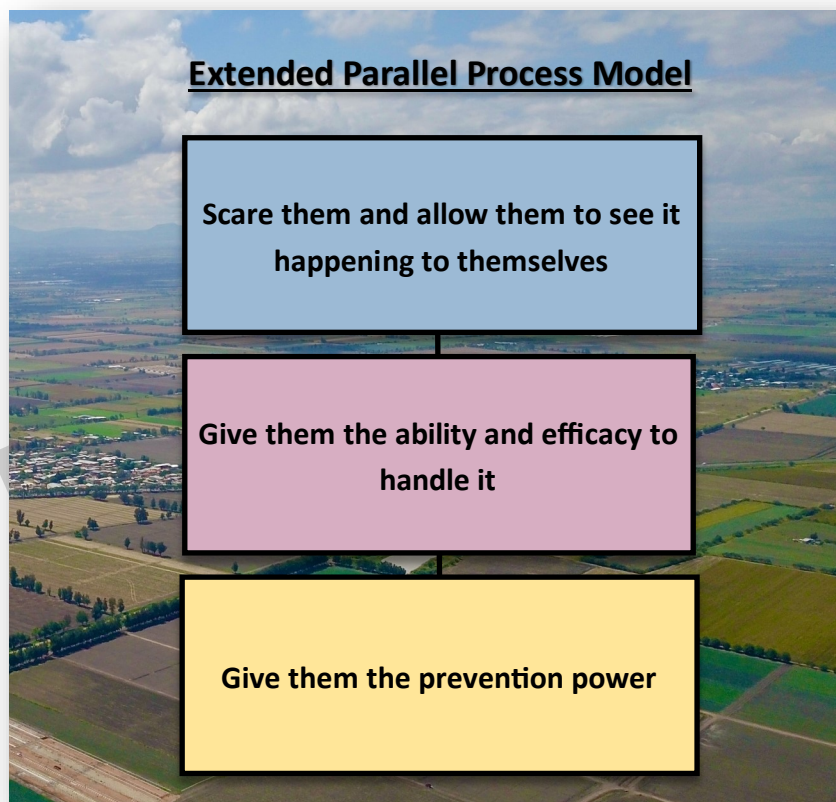 Extended Parallel Process Model
Scare them and allow them to see it
happening to themselves
Give them the ability and efficacy to
handle it
Give them the prevention power